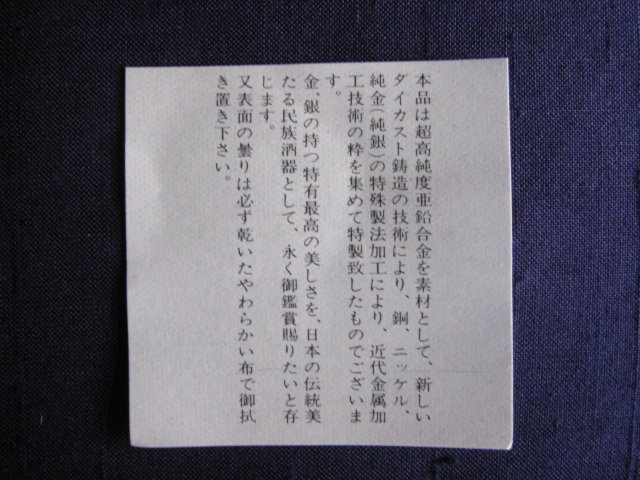 本品は超高純度亜鉛合金を素材として、新しい
ダイカスト鋳造の技術により、銅、ニッケル、
純金(純銀)の特殊製法加工により、近代金属加
工技術の粋を集めて特製致したものでございま
す。
金、銀の持つ特有最高の美しさを、日本の伝統美
たる民族酒器として、永く御鑑賞賜りたいと存
じます。
又表面の曇りは必ず乾いたやわらかい布で御拭
き置き下さい。